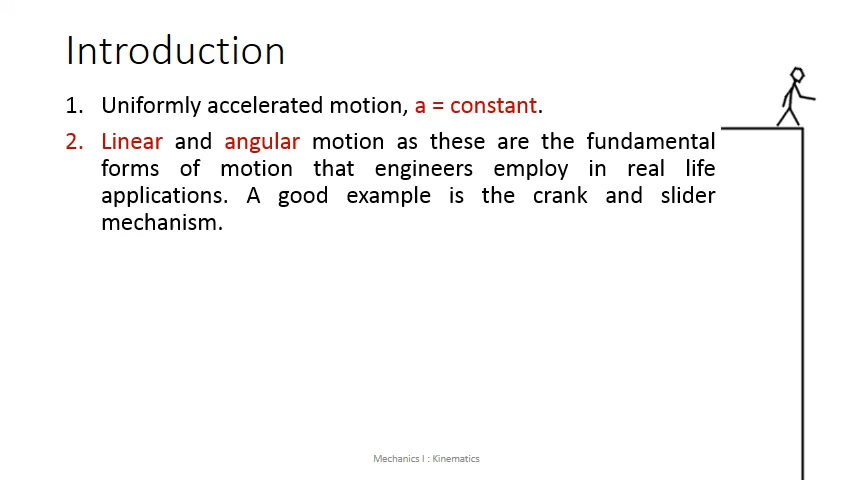 Introduction
1. Uniformly accelerated motion, a = constant.
2. Linear and angular motion as these are the fundamental
forms of motion that engineers employ in real life
applications. A good example is the crank and slider
mechanism.
Mechanics I : Kinematics